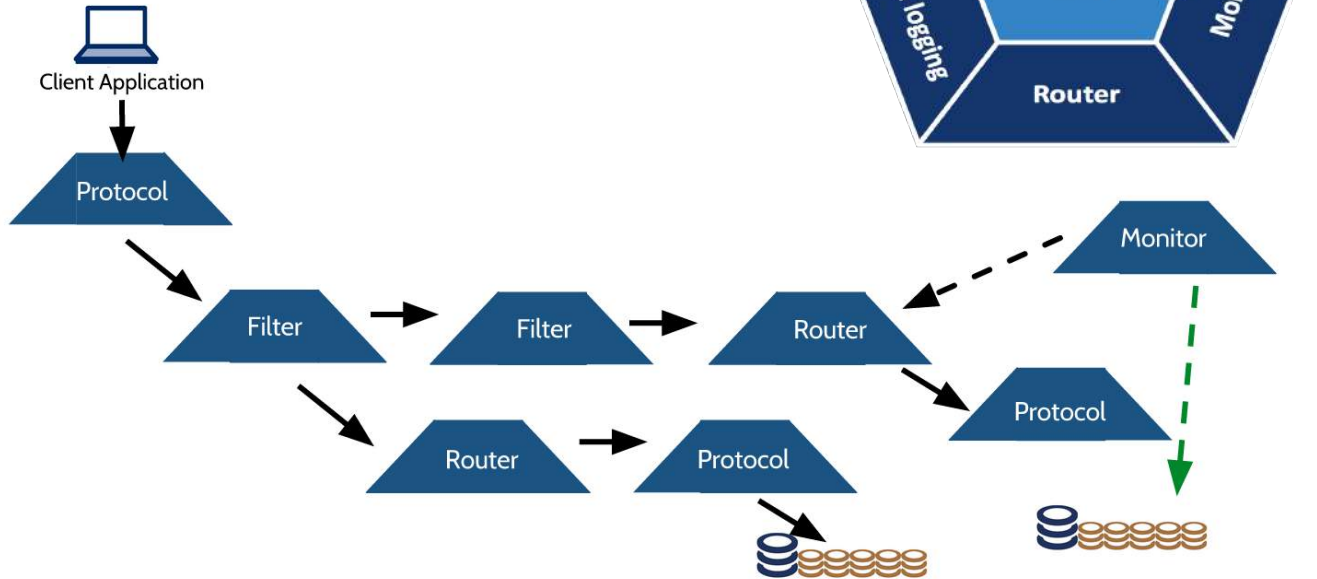 logging
Router
Client Application
Protocol
Monitor
Filter
Filter
Router
Protocol
Router
Protocol